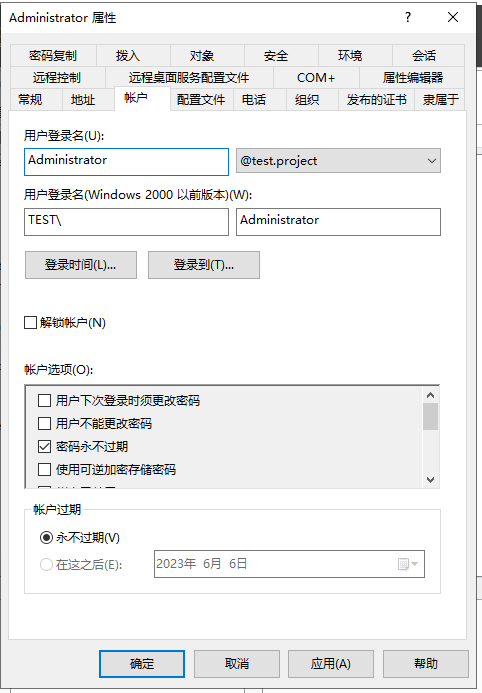 Administrator 属性
密码复制 拨入 对象 安全 环境 会话
远程控制 远程桌面服务配置文件 COM+ 属性编辑器
常规 地址 帐户 配置文件 电话 组织 发布的证书 隶属于
用户登录名(U):
Administrator @test.project
用户登录名(Windows 2000 以前版本)(W):
TEST\ Administrator
登录时间(L)... 登录到(T)...
解锁帐户(N)
帐户选项(O):
用户下次登录时须更改密码
用户不能更改密码
密码永不过期
使用可逆加密存储密码
帐户过期
永不过期(V)
在这之后(E): 2023年 6月 6日
确定 取消 应用(A) 帮助